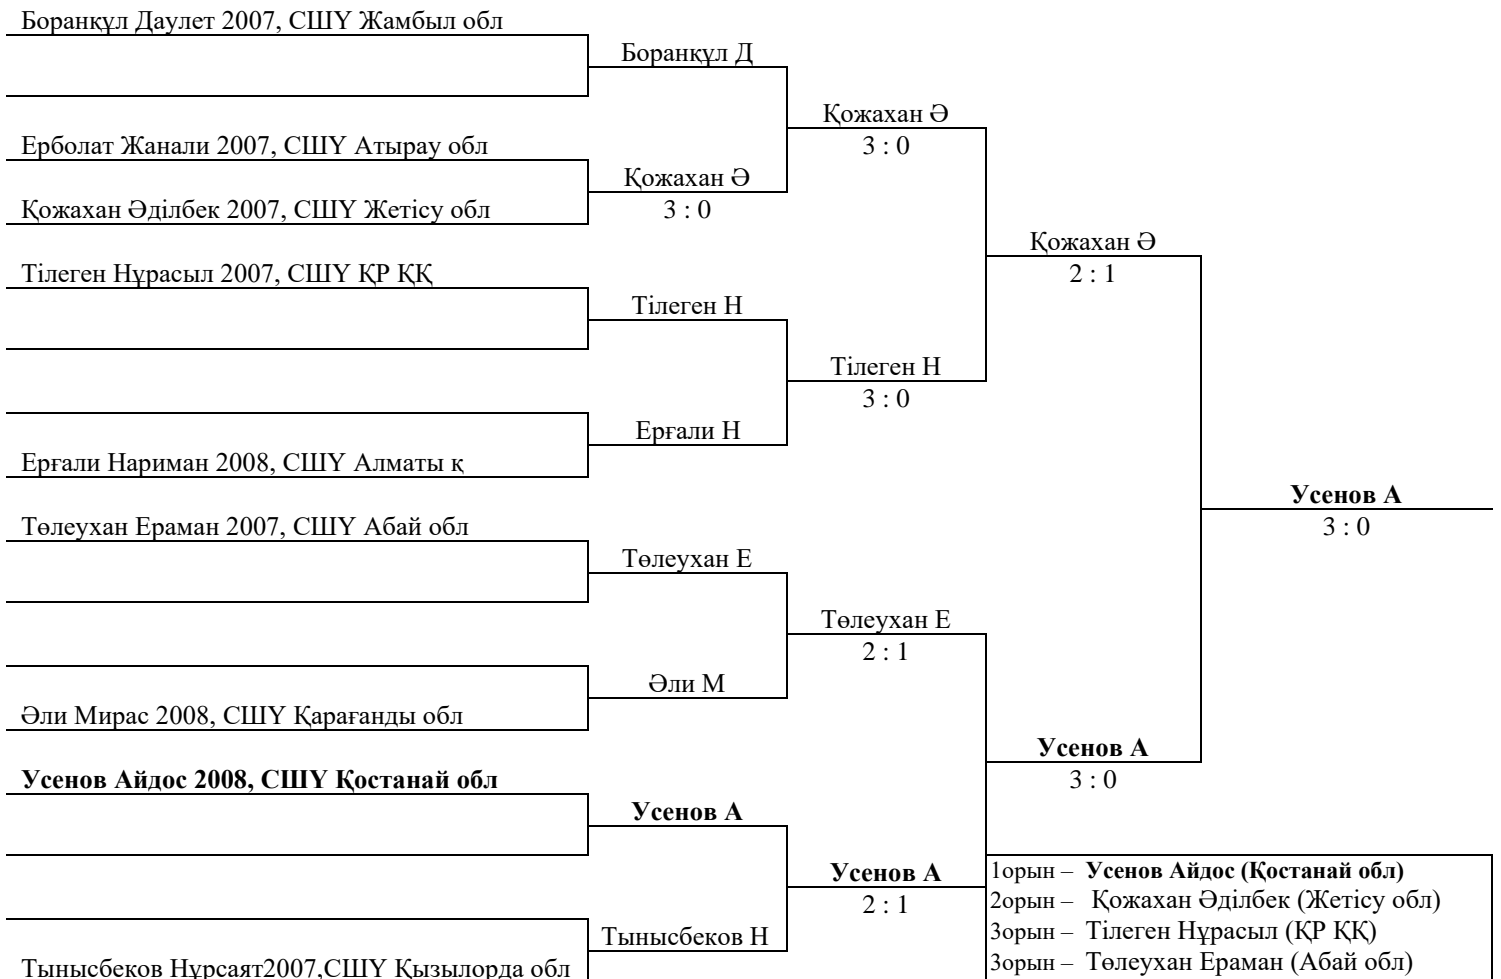 Боранқұл Даулет 2007, СШҮ Жамбыл обл
Боранқұл Д
Қожахан Ә
3 : 0
Ерболат Жанали 2007, СШҮ Атырау обл
Қожахан Ә
3 : 0
Қожахан Әділбек 2007, СШҮ Жетісу обл
Қожахан Ә
2 : 1
Тілеген Нұрасыл 2007, СШҮ ҚР ҚҚ
Тілеген Н
Тілеген Н
3 : 0
Ерғали Н
Ерғали Нариман 2008, СШҮ Алматы қ
Усенов А
3 : 0
Төлеухан Ераман 2007, СШҮ Абай обл
Төлеухан Е
Төлеухан Е
2 : 1
Әли М
Әли Мирас 2008, СШҮ Қарағанды обл
Усенов А
3 : 0
Усенов Айдос 2008, СШҮ Қостанай обл
Усенов А
Усенов А
2 : 1
Тынысбеков Н
Тынысбеков Нұрсаят2007,СШҮ Қызылорда обл
1орын – Усенов Айдос (Қостанай обл)
2орын – Қожахан Әділбек (Жетісу обл)
3орын – Тілеген Нұрасыл (ҚР ҚҚ)
3орын – Төлеухан Ераман (Абай обл)